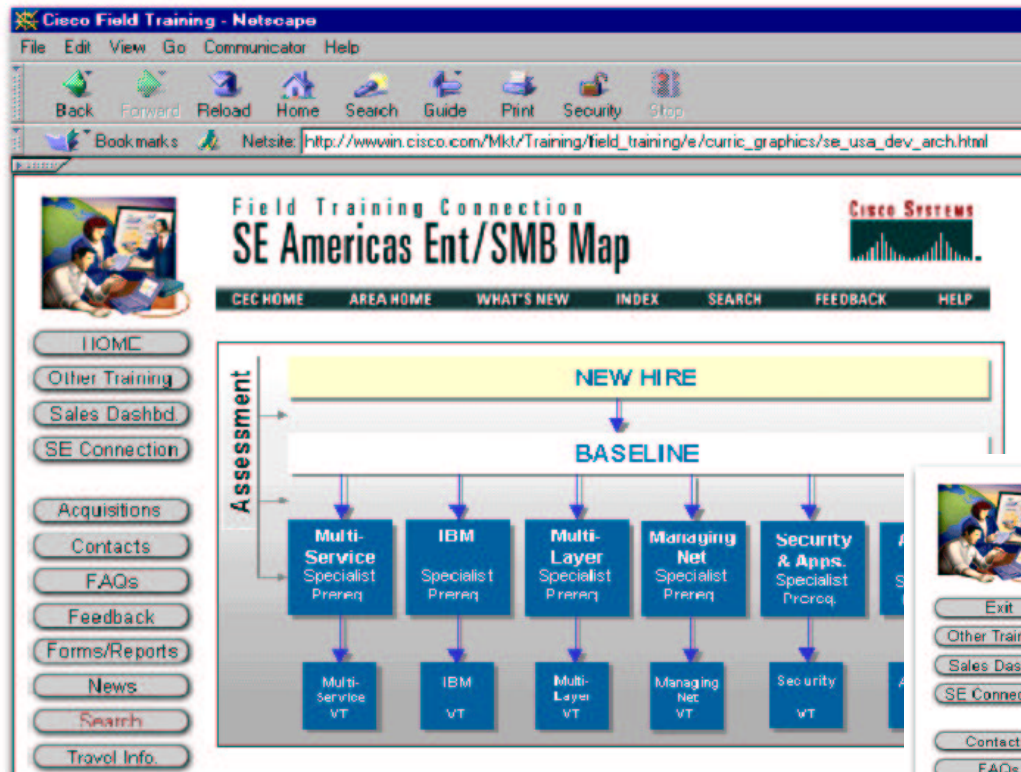 Cisco Field Training - Netscape
File Edit View Go Communicator Help
Back Forward Reload Home Search Guide Print Security Stop
Bookmarks Netsite: http://wwwin.cisco.com/Mkt/Training/field_training/e/curric_graphics/se_usa_dev_arch.html
Field Training Connection
SE Americas Ent/SMB Map
CISCO SYSTEMS
CEC HOME AREA HOME WHAT'S NEW INDEX SEARCH FEEDBACK HELP
HOME
Other Training
Sales Dashbd.
SE Connection
Acquisitions
Contacts
FAQs
Feedback
Forms/Reports
News
Search
Travel Info.
Assessment
NEW HIRE
BASELINE
Multi-
Service
Specialist
Prereq
IBM
Specialist
Prereq
Multi-
Layer
Specialist
Prereq
Managing
Net
Specialist
Prereq
Security
& Apps.
Specialist
Prereq.
Multi-
Service
VT
IBM
VT
Multi-
Layer
VT
Managing
Net
VT
Security
VT
Exit
Other Train
Sales Das
SE Connec
Contact
FAQs